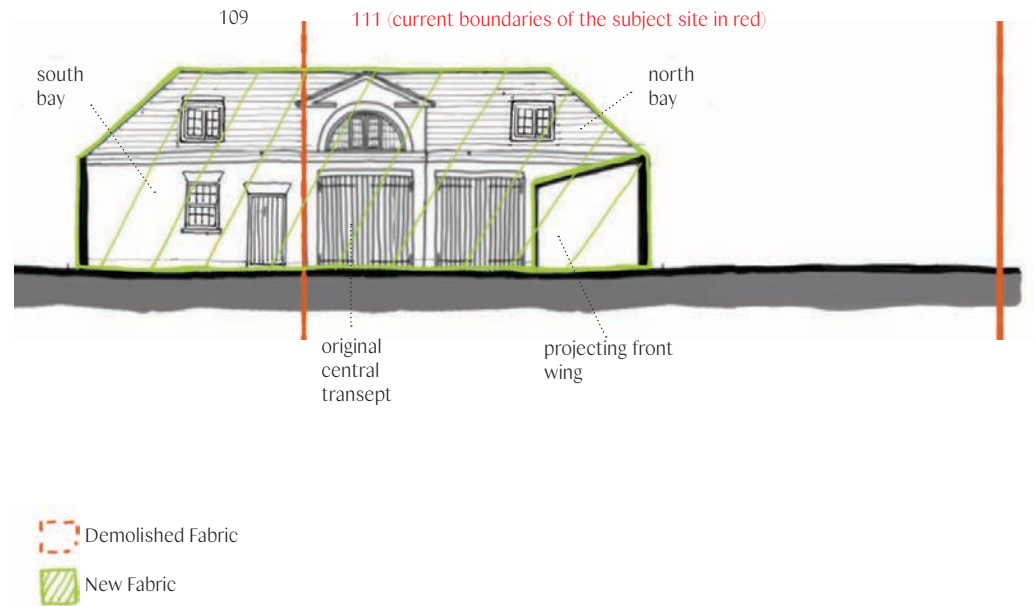 109
111 (current boundaries of the subject site in red)
south
bay
north
bay
original
central
transept
projecting front
wing
Demolished Fabric
New Fabric